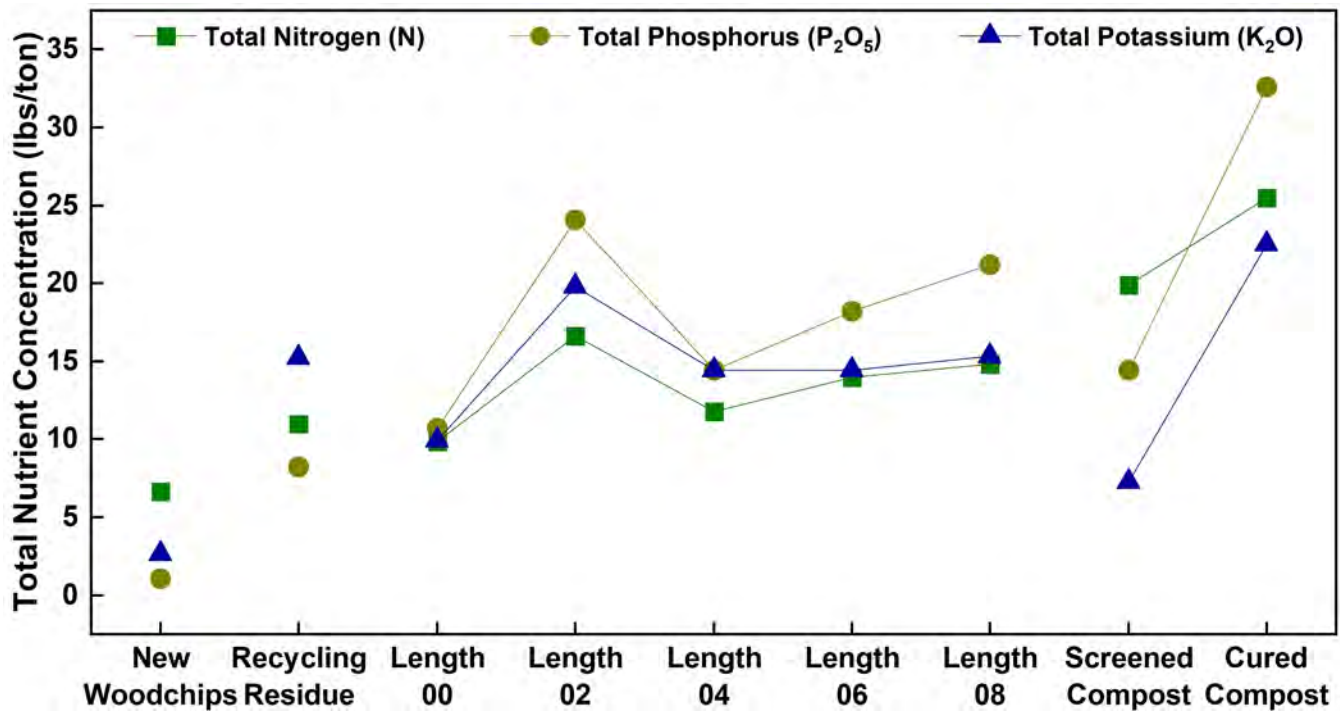 Total Nutrient Concentration (lbs/ton)
Total Nitrogen (N) Total Phosphorus (P₂O₅) Total Potassium (K₂O)
35
30
25
20
15
10
5
0
New Recycling Length Length Length Length Length Screened Cured
Woodchips Residue 00 02 04 06 08 Compost Compost